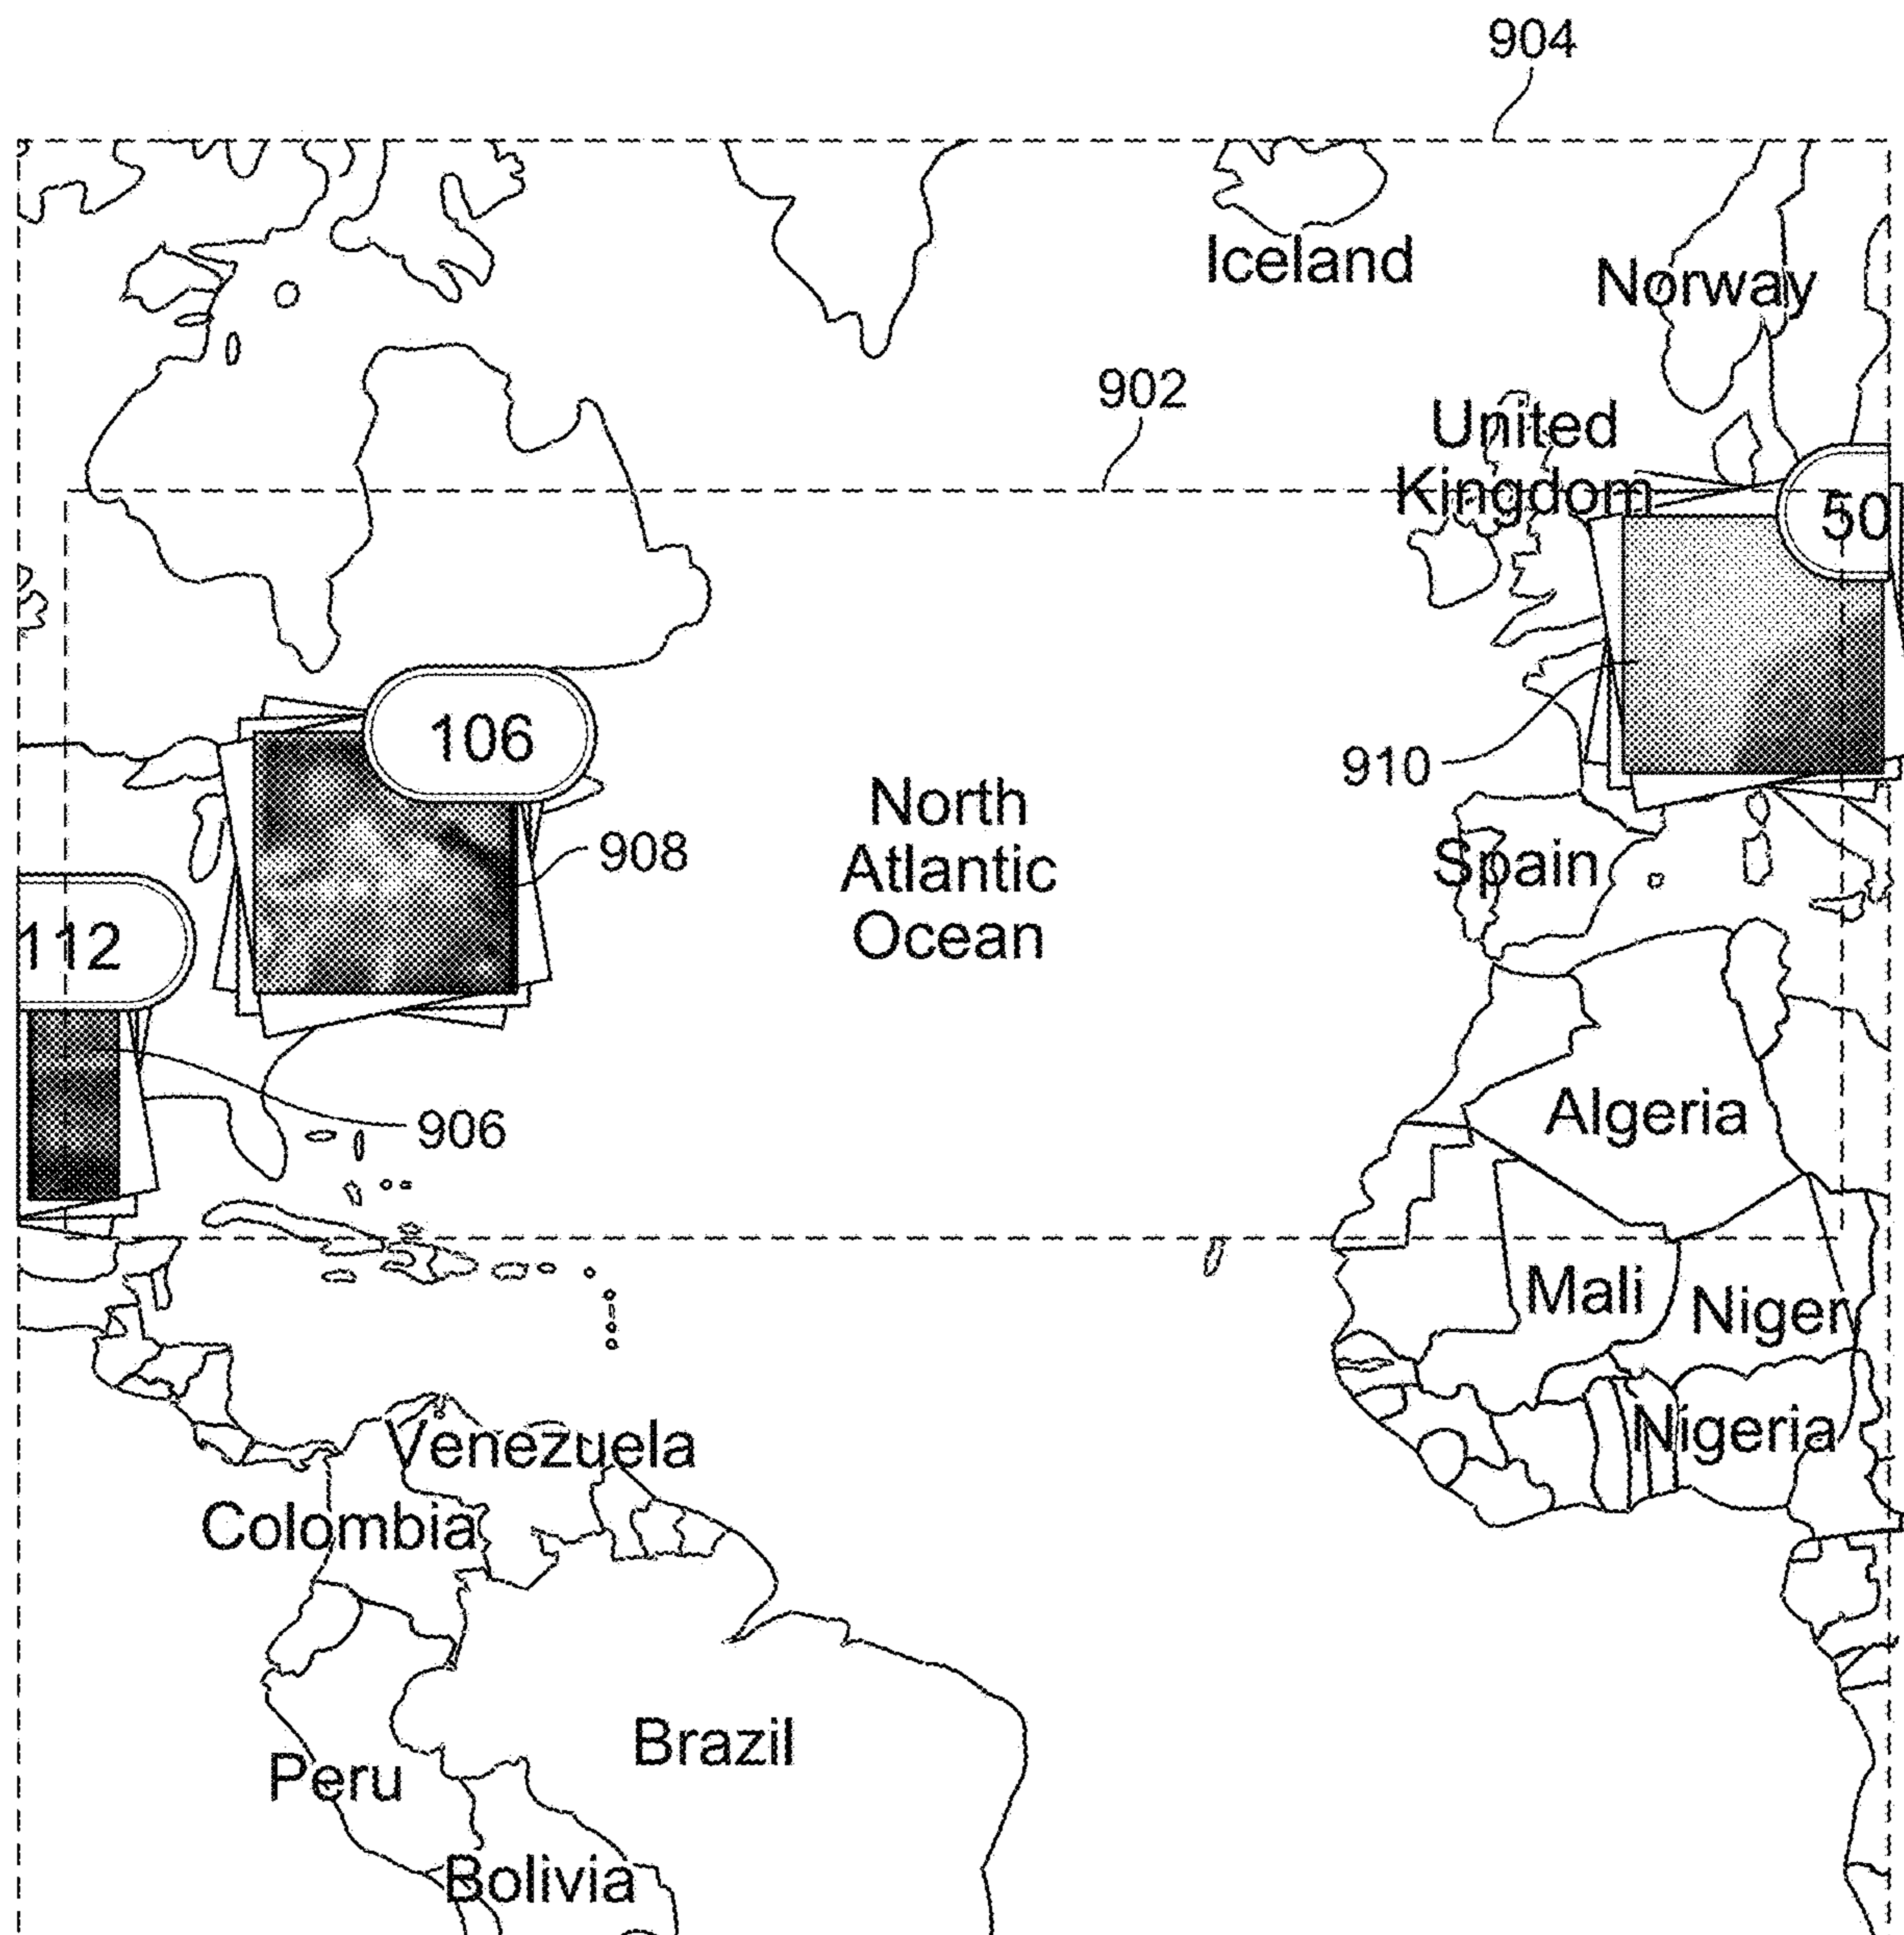 904
Iceland
Norway
902
United
Kingdom
50
106
910
North
Atlantic
Ocean
908
Spain
112
906
Algeria
Mali
Niger
Nigeria
Venezuela
Colombia
Brazil
Peru
Bolivia